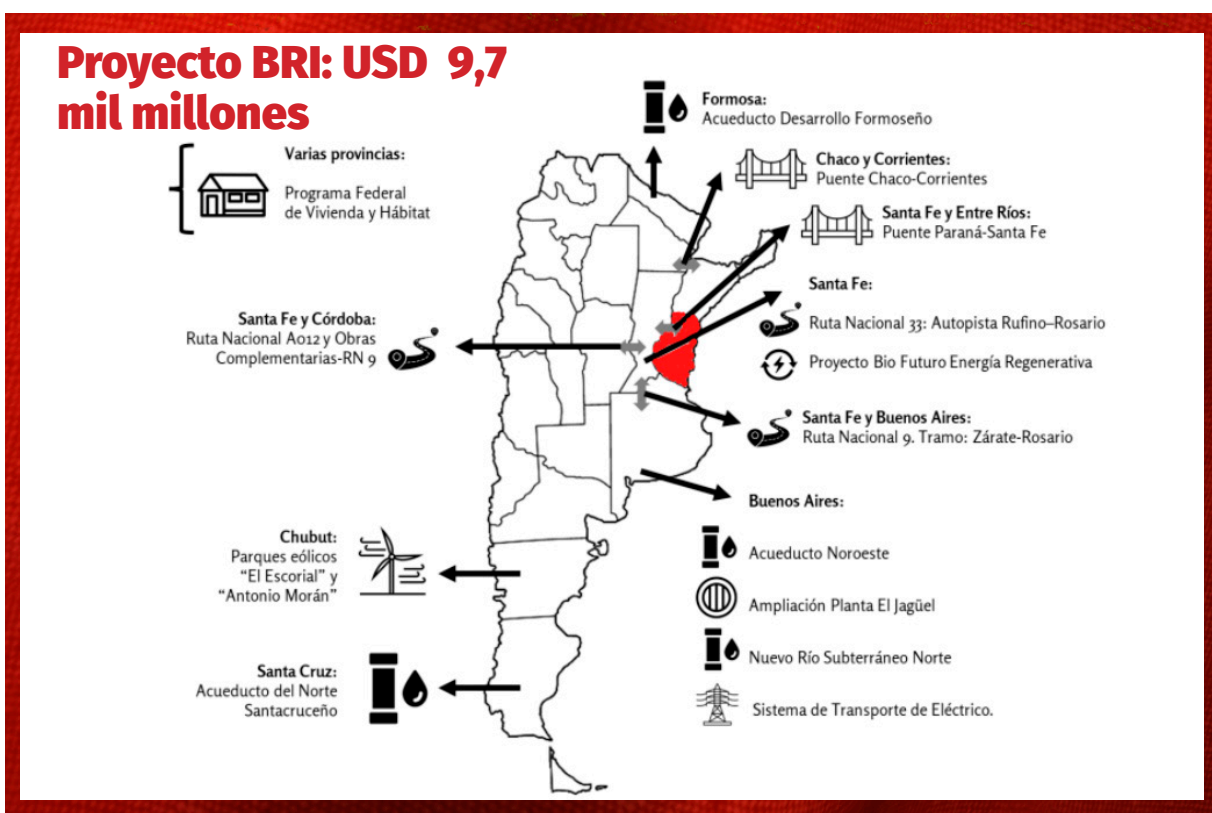 Proyecto BRI: USD 9,7
mil millones
Varias provincias:
Programa Federal
de Vivienda y Hábitat
Formosa:
Acueducto Desarrollo Formoseño
Chaco y Corrientes:
Puente Chaco-Corrientes
Santa Fe y Entre Ríos:
Puente Paraná-Santa Fe
Santa Fe:
Ruta Nacional 33: Autopista Rufino–Rosario
Proyecto Bio Futuro Energía Regenerativa
Santa Fe y Córdoba:
Ruta Nacional A012 y Obras
Complementarias-RN 9
Santa Fe y Buenos Aires:
Ruta Nacional 9. Tramo: Zárate-Rosario
Buenos Aires:
Acueducto Noroeste
Ampliación Planta El Jagüel
Nuevo Río Subterráneo Norte
Sistema de Transporte de Eléctrico.
Chubut:
Parques eólicos
“El Escorial” y
“Antonio Morán”
Santa Cruz:
Acueducto del Norte
Santacruceño